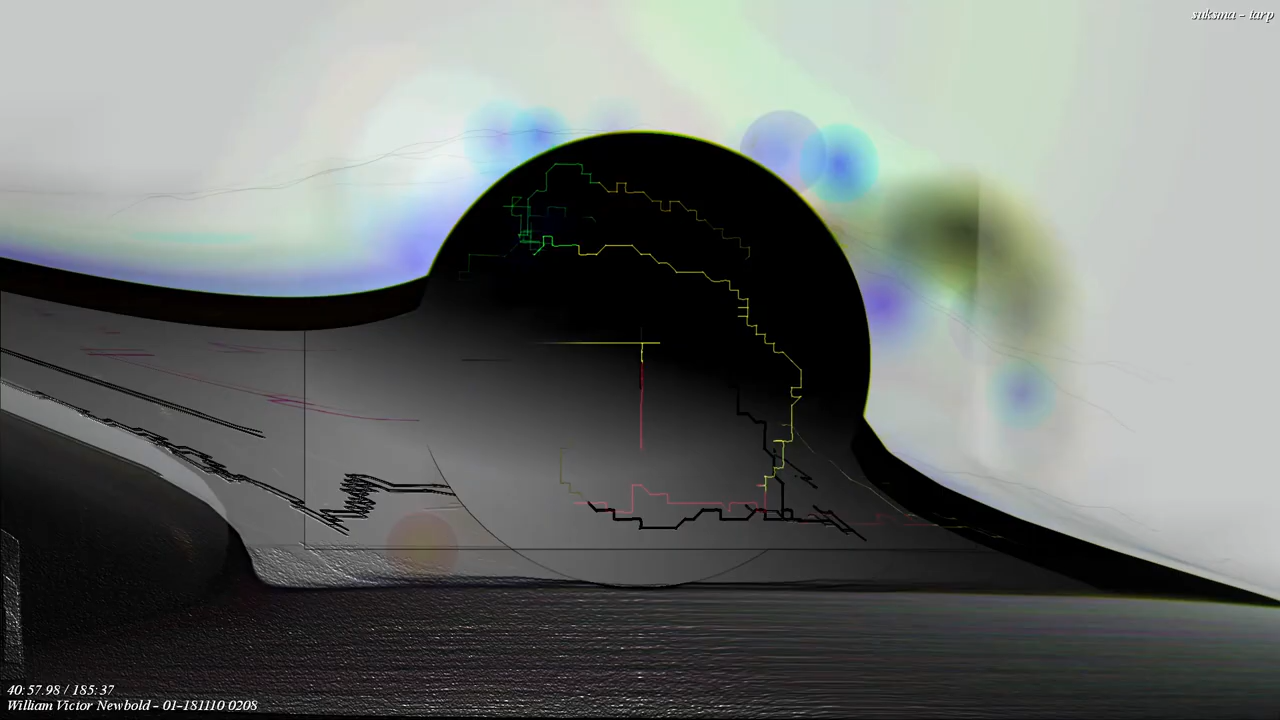 suksma - tarp
40:57.98 / 185:37
William Victor Newbold - 01-181110 0208